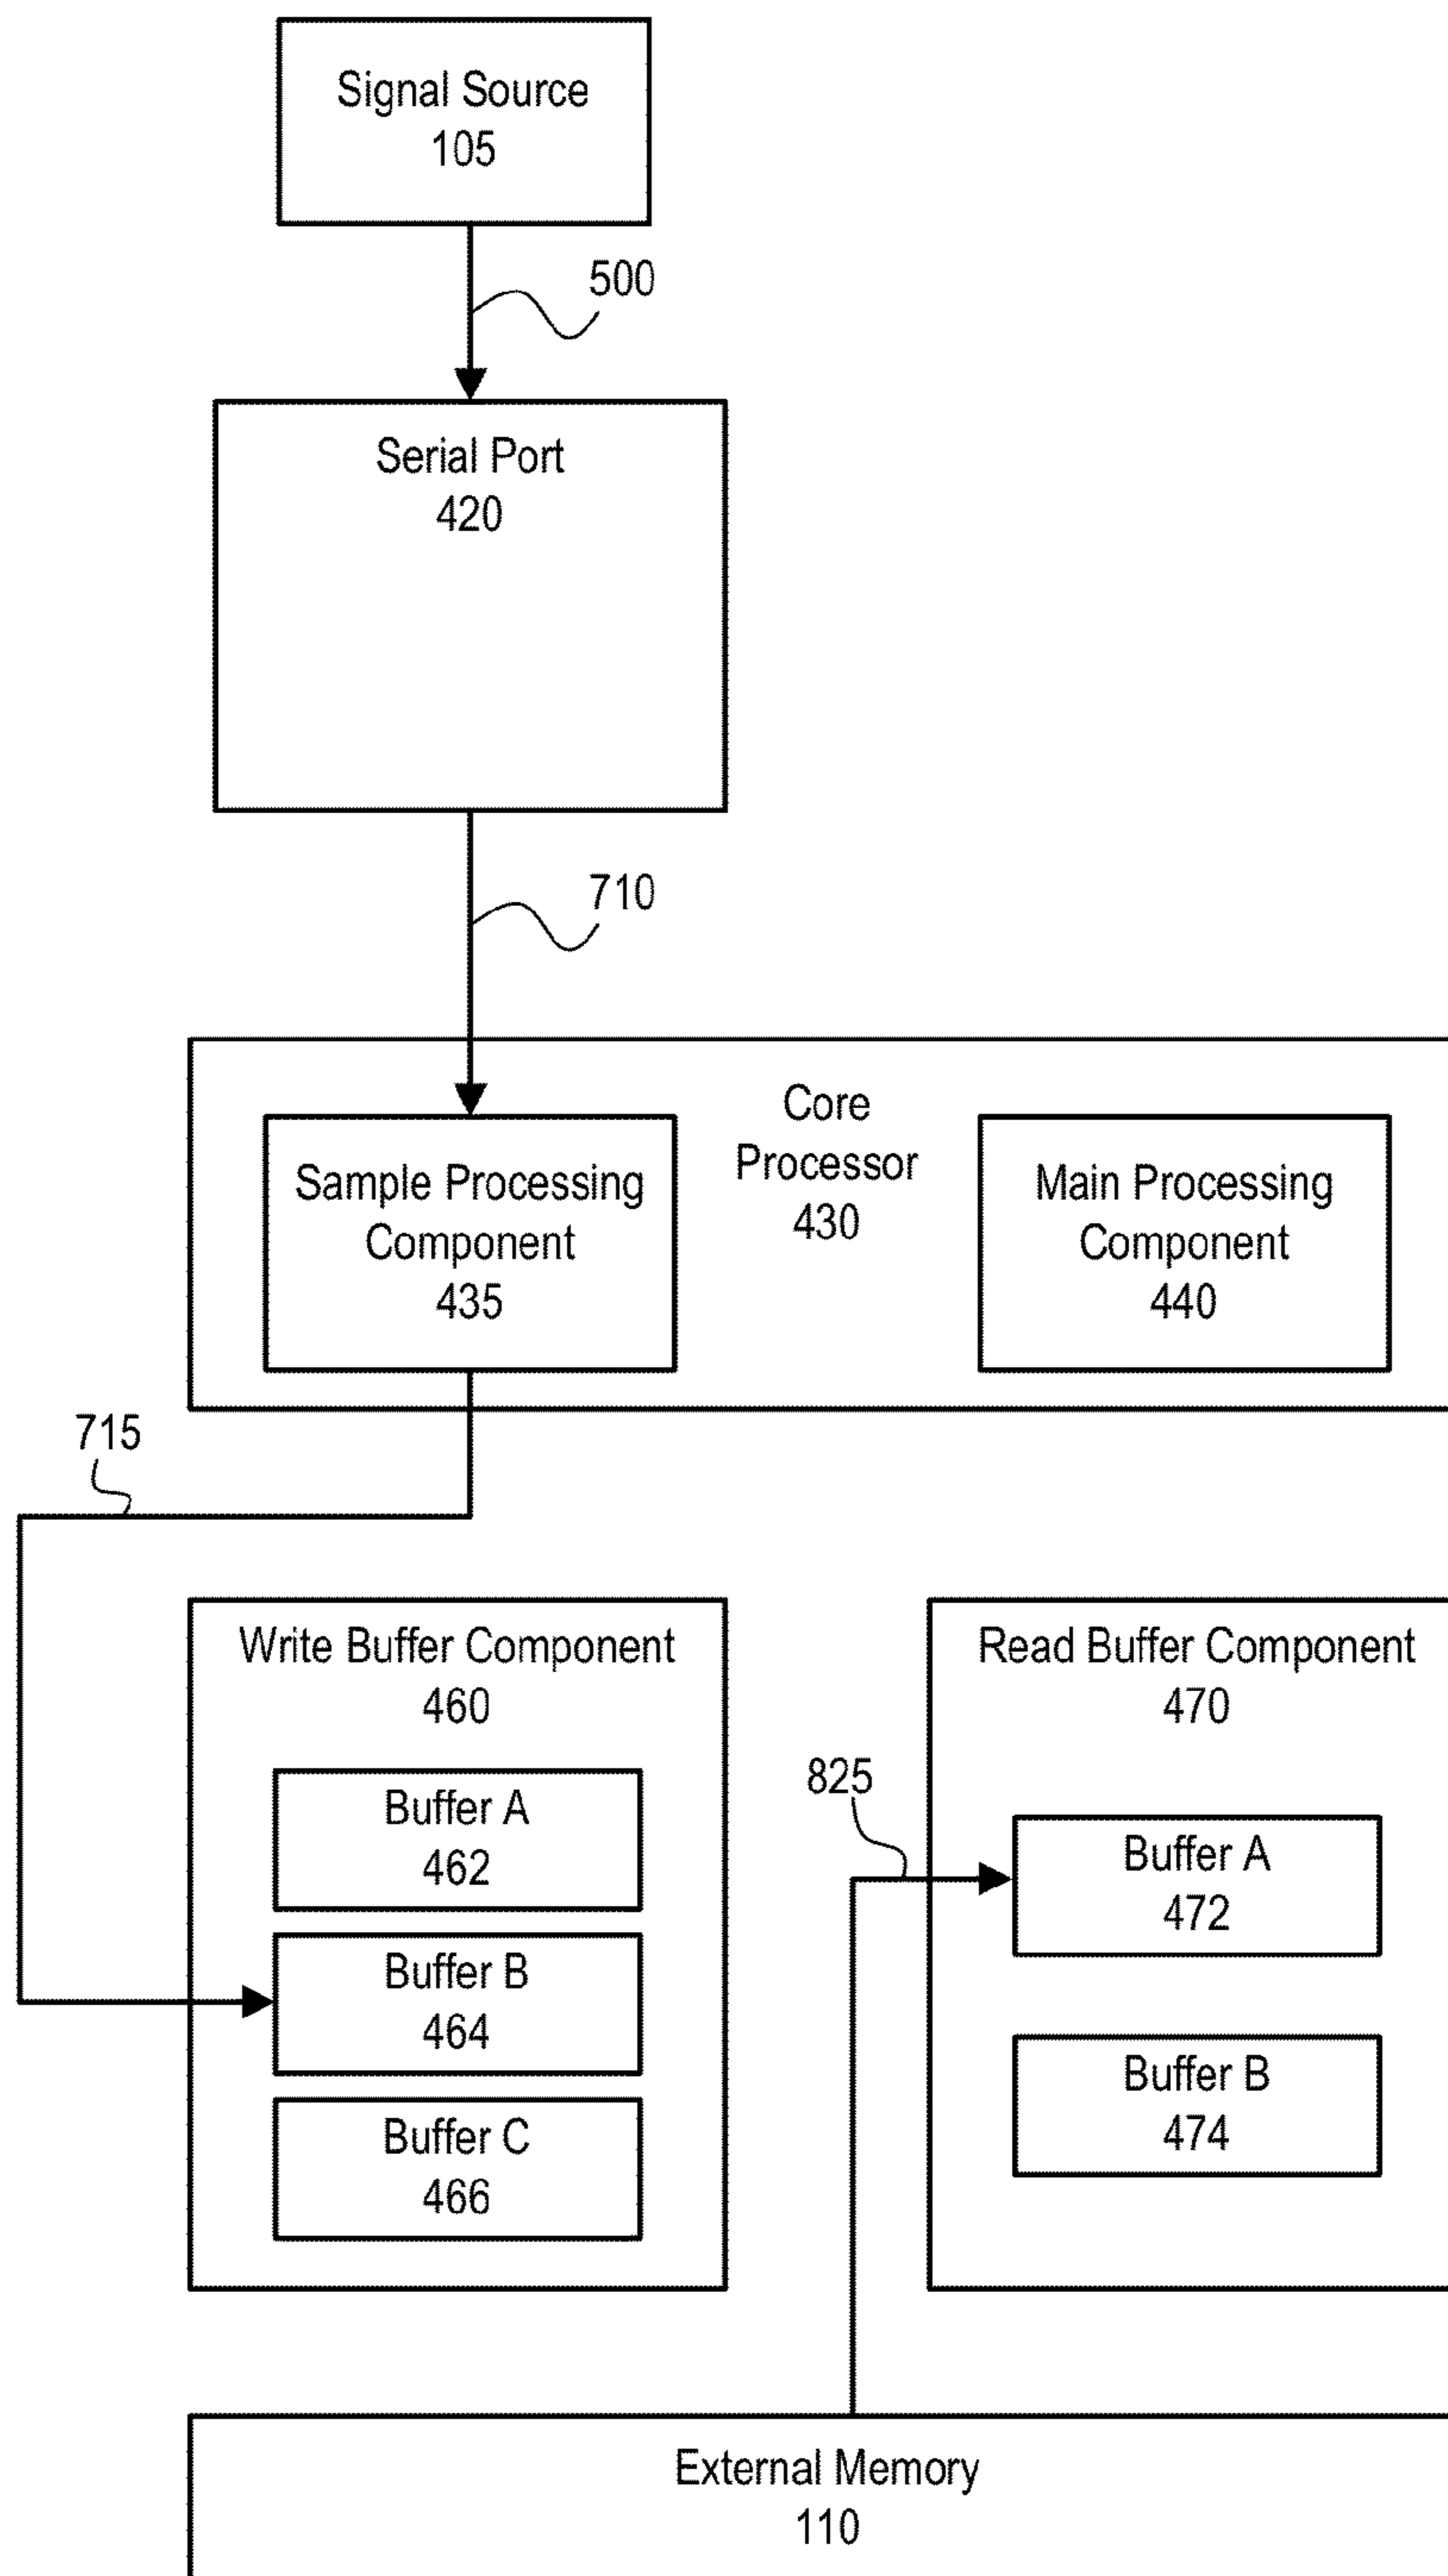 Signal Source
105
500
Serial Port
420
710
Core
Processor
430
Sample Processing
Component
435
Main Processing
Component
440
715
Write Buffer Component
460
Buffer A
462
Buffer B
464
Buffer C
466
Read Buffer Component
470
825
Buffer A
472
Buffer B
474
External Memory
110